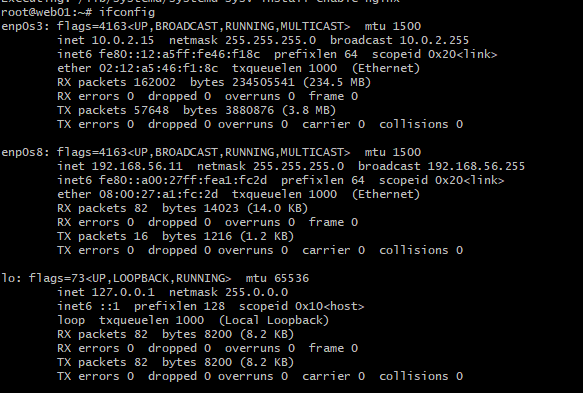 root@web01:~# ifconfig
enp0s3: flags=4163<UP,BROADCAST,RUNNING,MULTICAST>  mtu 1500
        inet 10.0.2.15  netmask 255.255.255.0  broadcast 10.0.2.255
        inet6 fe80::12:a5ff:fe46:f18c  prefixlen 64  scopeid 0x20<link>
        ether 02:12:a5:46:f1:8c  txqueuelen 1000  (Ethernet)
        RX packets 162002  bytes 234505541 (234.5 MB)
        RX errors 0  dropped 0  overruns 0  frame 0
        TX packets 57648  bytes 3880876 (3.8 MB)
        TX errors 0  dropped 0 overruns 0  carrier 0  collisions 0

enp0s8: flags=4163<UP,BROADCAST,RUNNING,MULTICAST>  mtu 1500
        inet 192.168.56.11  netmask 255.255.255.0  broadcast 192.168.56.255
        inet6 fe80::a00:27ff:fea1:fc2d  prefixlen 64  scopeid 0x20<link>
        ether 08:00:27:a1:fc:2d  txqueuelen 1000  (Ethernet)
        RX packets 82  bytes 14023 (14.0 KB)
        RX errors 0  dropped 0  overruns 0  frame 0
        TX packets 16  bytes 1216 (1.2 KB)
        TX errors 0  dropped 0 overruns 0  carrier 0  collisions 0

lo: flags=73<UP,LOOPBACK,RUNNING>  mtu 65536
        inet 127.0.0.1  netmask 255.0.0.0
        inet6 ::1  prefixlen 128  scopeid 0x10<host>
        loop  txqueuelen 1000  (Local Loopback)
        RX packets 82  bytes 8200 (8.2 KB)
        RX errors 0  dropped 0  overruns 0  frame 0
        TX packets 82  bytes 8200 (8.2 KB)
        TX errors 0  dropped 0 overruns 0  carrier 0  collisions 0